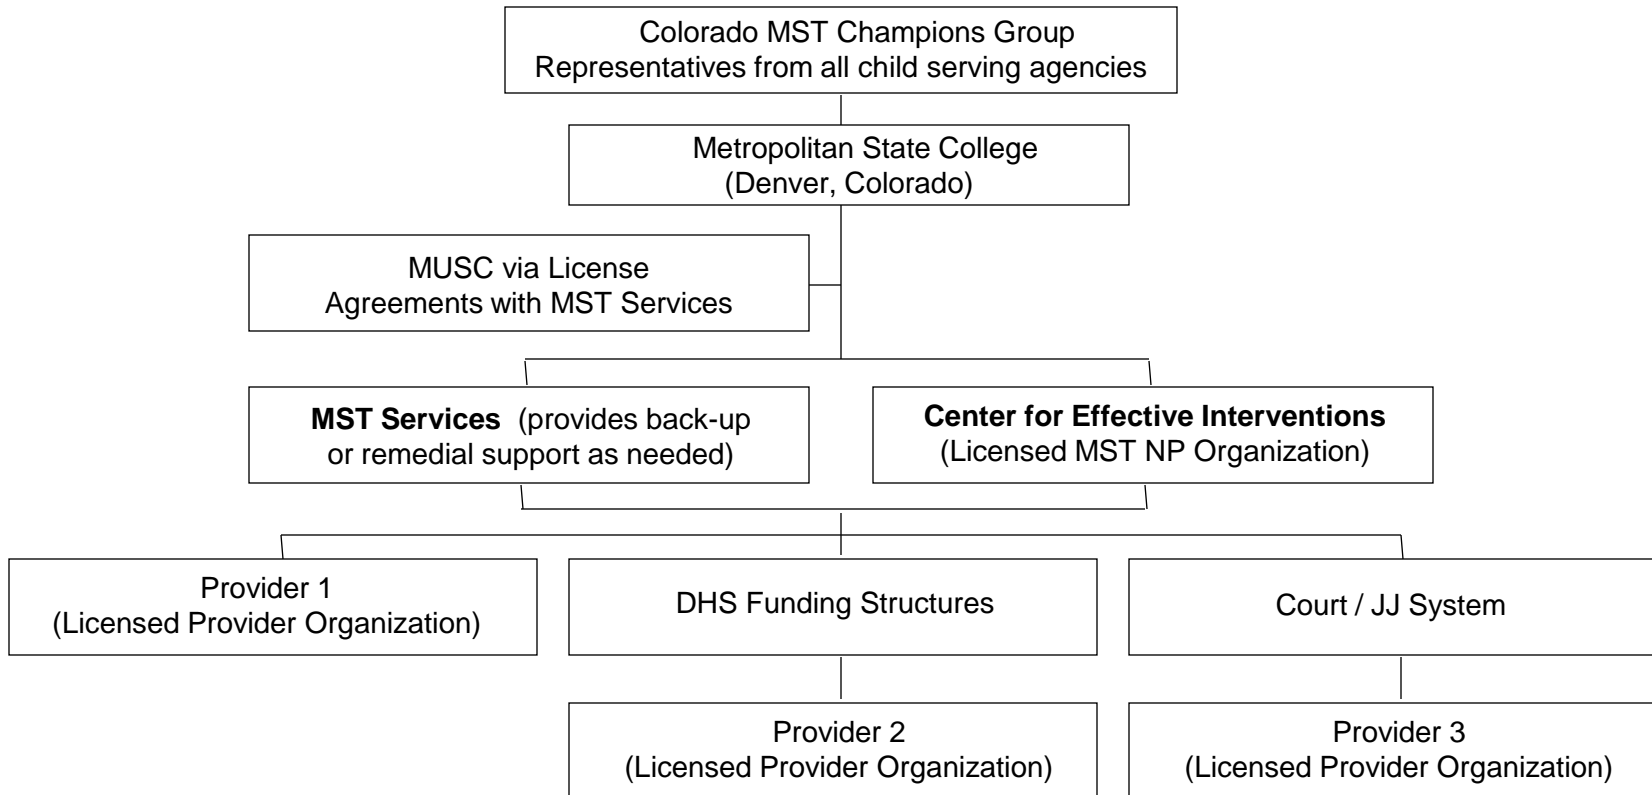 Colorado MST Champions Group
Representatives from all child serving agencies
Metropolitan State College
(Denver, Colorado)
MUSC via License
Agreements with MST Services
MST Services (provides back-up
or remedial support as needed)
Center for Effective Interventions
(Licensed MST NP Organization)
Provider 1
(Licensed Provider Organization)
DHS Funding Structures
Court / JJ System
Provider 2
(Licensed Provider Organization)
Provider 3
(Licensed Provider Organization)